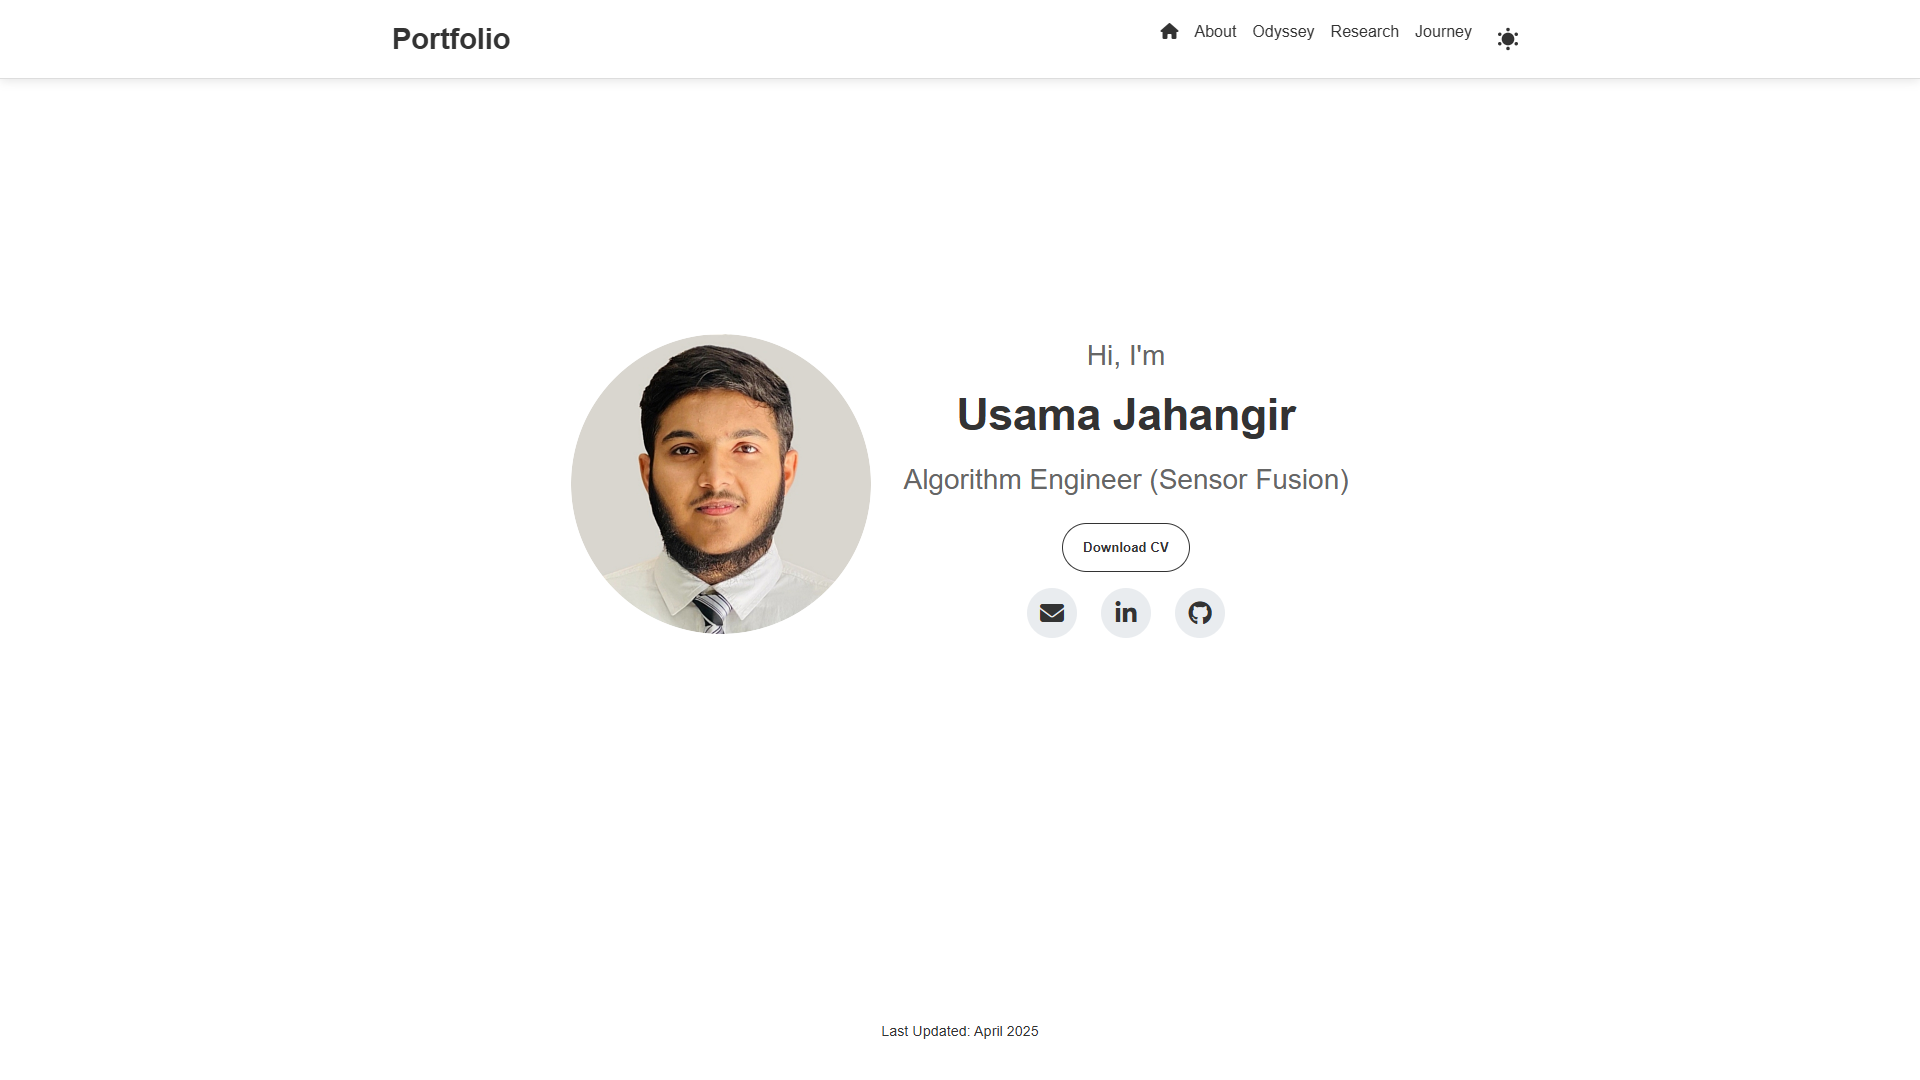 Portfolio
About Odyssey Research Journey
Hi, I'm
Usama Jahangir
Algorithm Engineer (Sensor Fusion)
Download CV
in
Last Updated: April 2025